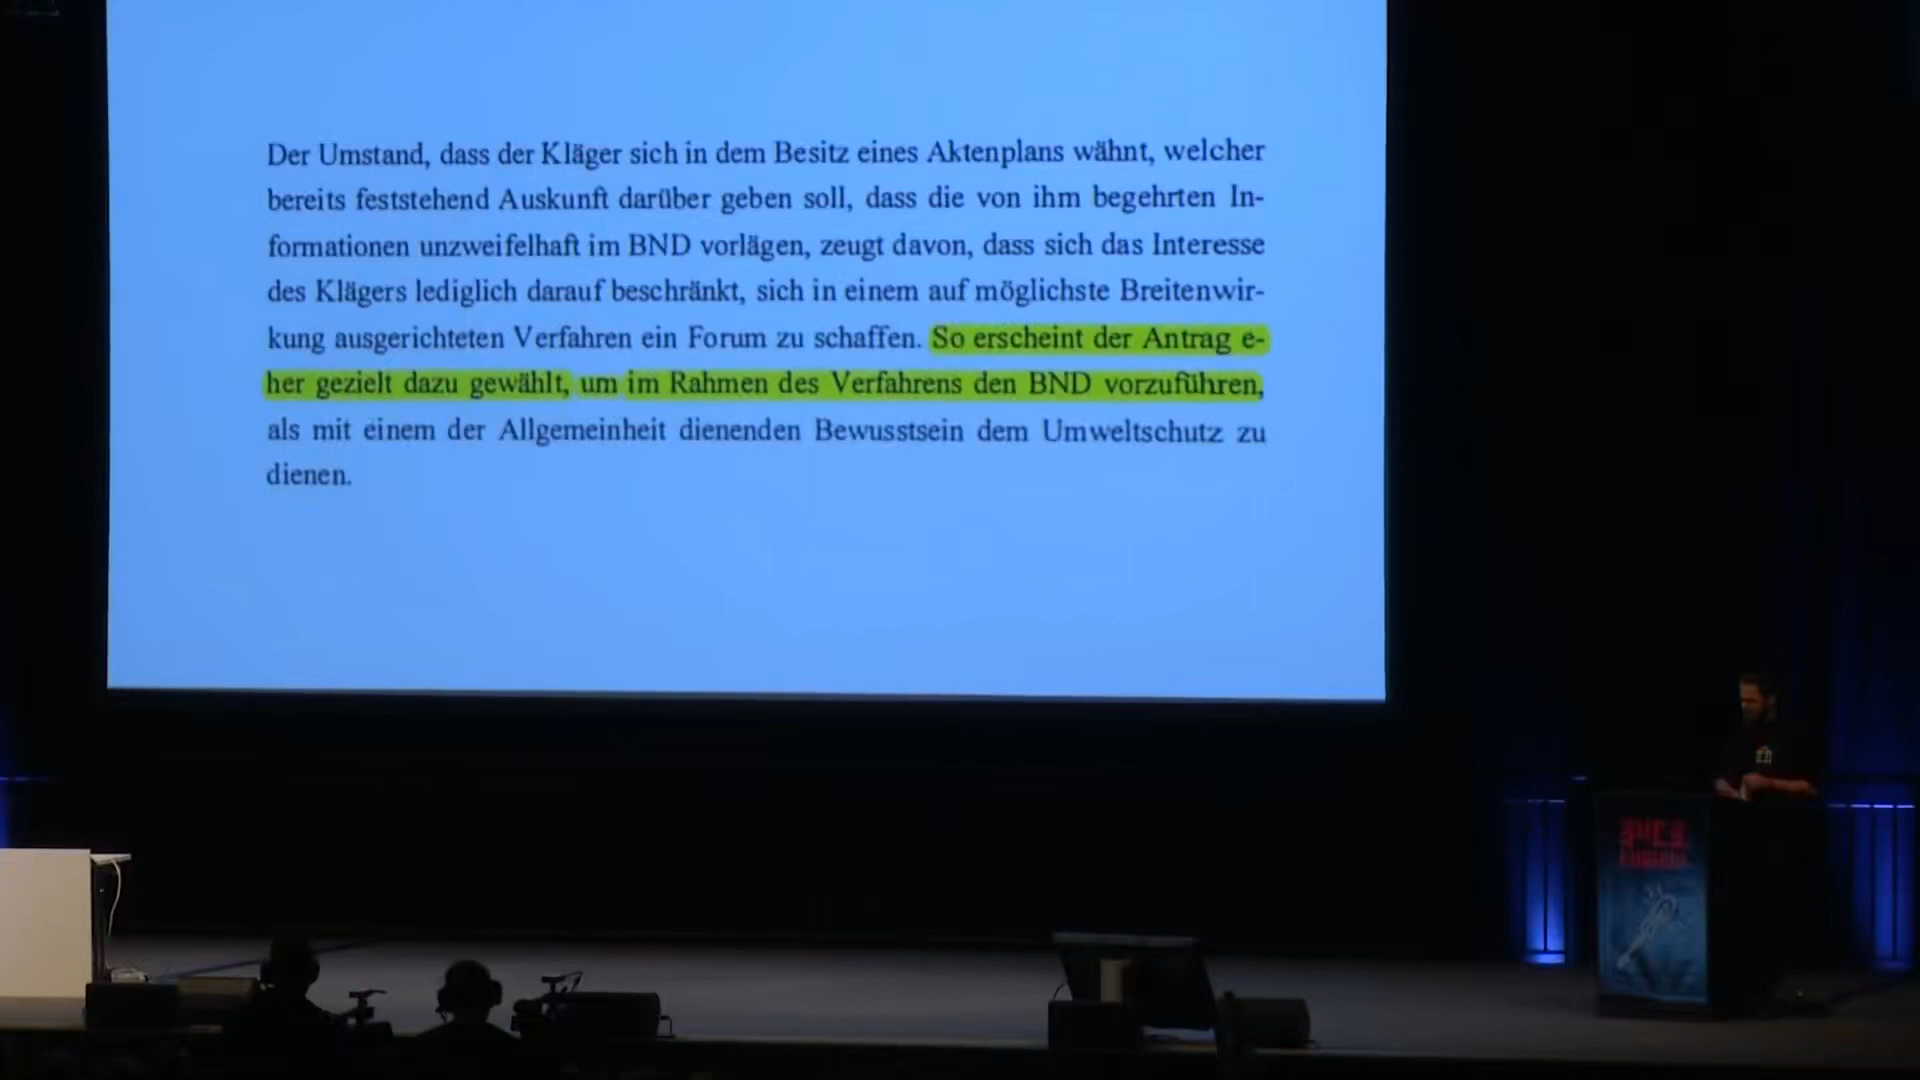 Der Umstand, dass der Kläger sich in dem Besitz eines Aktenplans wähnt, welcher
bereits feststehend Auskunft darüber geben soll, dass die von ihm begehrten In-
formationen unzweifelhaft im BND vorlägen, zeugt davon, dass sich das Interesse
des Klägers lediglich darauf beschränkt, sich in einem auf möglichste Breitenwir-
kung ausgerichteten Verfahren ein Forum zu schaffen. So erscheint der Antrag e-
her gezielt dazu gewählt, um im Rahmen des Verfahrens den BND vorzuführen,
als mit einem der Allgemeinheit dienenden Bewusstsein dem Umweltschutz zu
dienen.